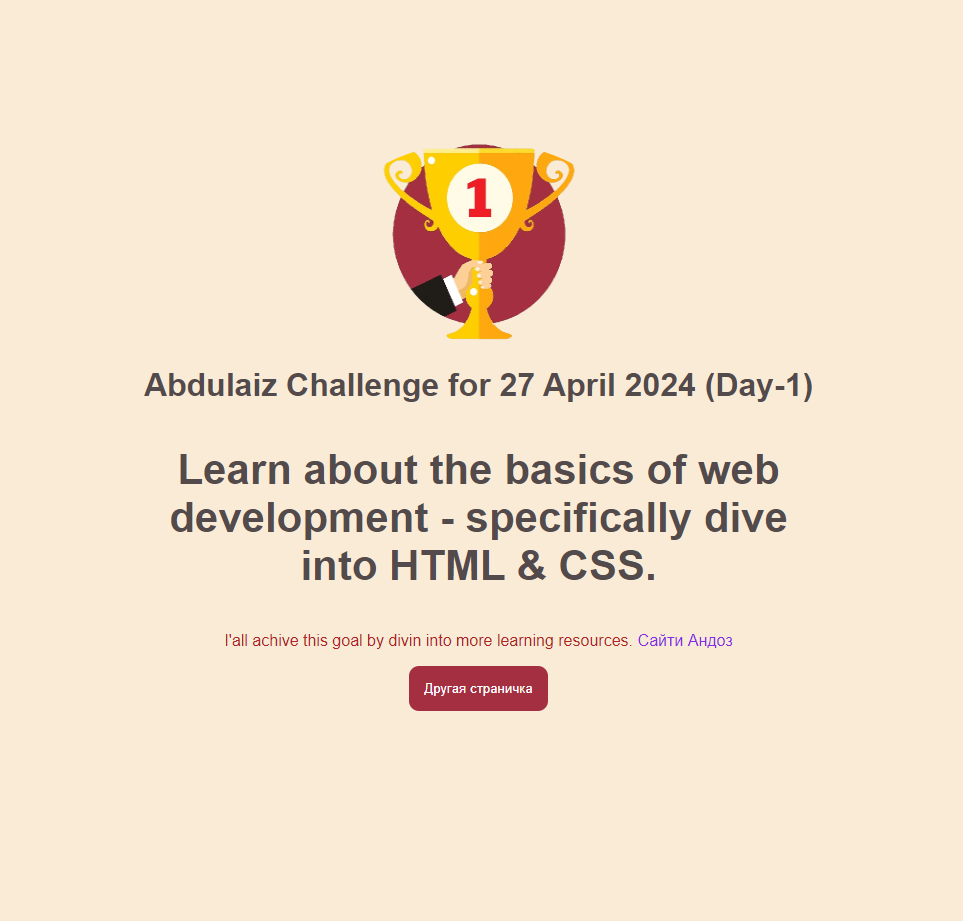 1
Abdulaiz Challenge for 27 April 2024 (Day-1)
Learn about the basics of web
development - specifically dive
into HTML & CSS.
I'all achive this goal by divin into more learning resources. Сайти Андоз
Другая страничка